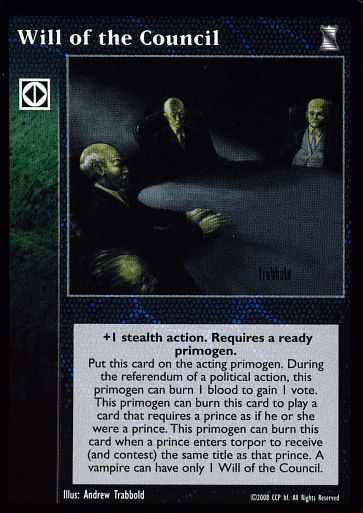 Will of the Council
Trabbold
+1 stealth action. Requires a ready
primogen.
Put this card on the acting primogen. During
the referendum of a political action, this
primogen can burn 1 blood to gain 1 vote.
This primogen can burn this card to play a
card that requires a prince as if he or she
were a prince. This primogen can burn this
card when a prince enters torpor to receive
(and contest) the same title as that prince. A
vampire can have only 1 Will of the Council.
Illus: Andrew Trabbold
©2008 CCP hf. All Rights Reserved